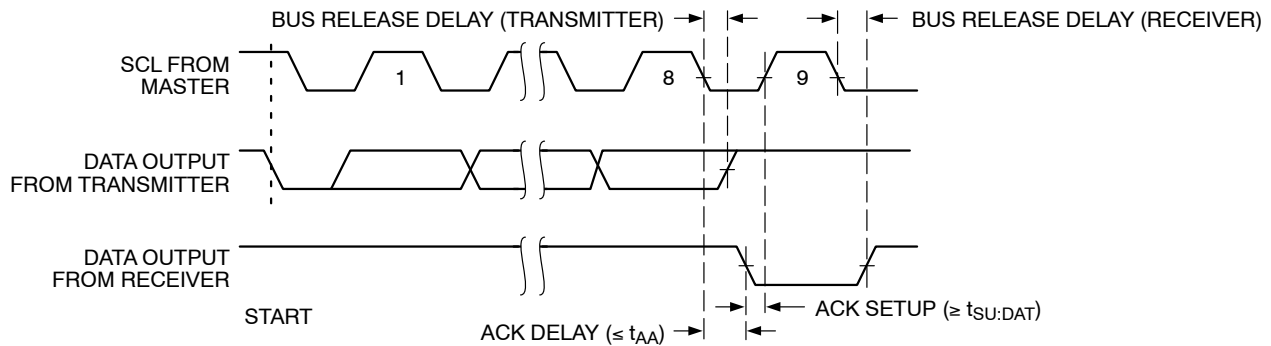 BUS RELEASE DELAY (TRANSMITTER)
BUS RELEASE DELAY (RECEIVER)
SCL FROM
MASTER
1
8
9
DATA OUTPUT
FROM TRANSMITTER
DATA OUTPUT
FROM RECEIVER
START
ACK SETUP (≥ tSU:DAT)
ACK DELAY (≤ tAA)